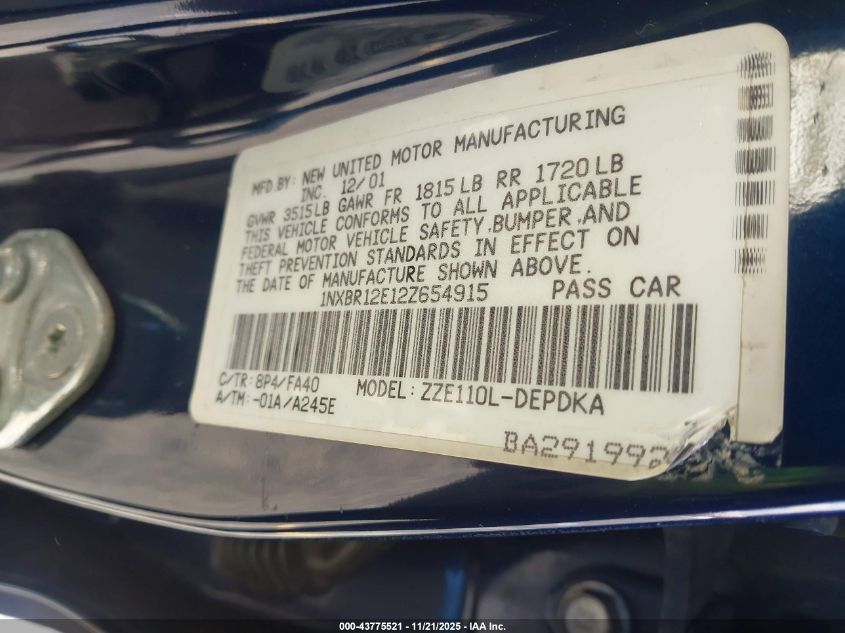 MFD.BY: NEW UNITED MOTOR MANUFACTURING
INC. 12/01
GVWR 3515LB GAWR FR 1815LB RR 1720LB
THIS VEHICLE CONFORMS TO ALL APPLICABLE
FEDERAL MOTOR VEHICLE SAFETY,BUMPER,AND
THEFT PREVENTION STANDARDS IN EFFECT ON
THE DATE OF MANUFACTURE SHOWN ABOVE.
1NXBR12E12Z654915 PASS CAR
C/TR:8P4/FA40 MODEL:ZZE110L-DEPDKA
A/TM:-01A/A245E
BA291992
000-43775521 - 11/21/2025 - IAA Inc.